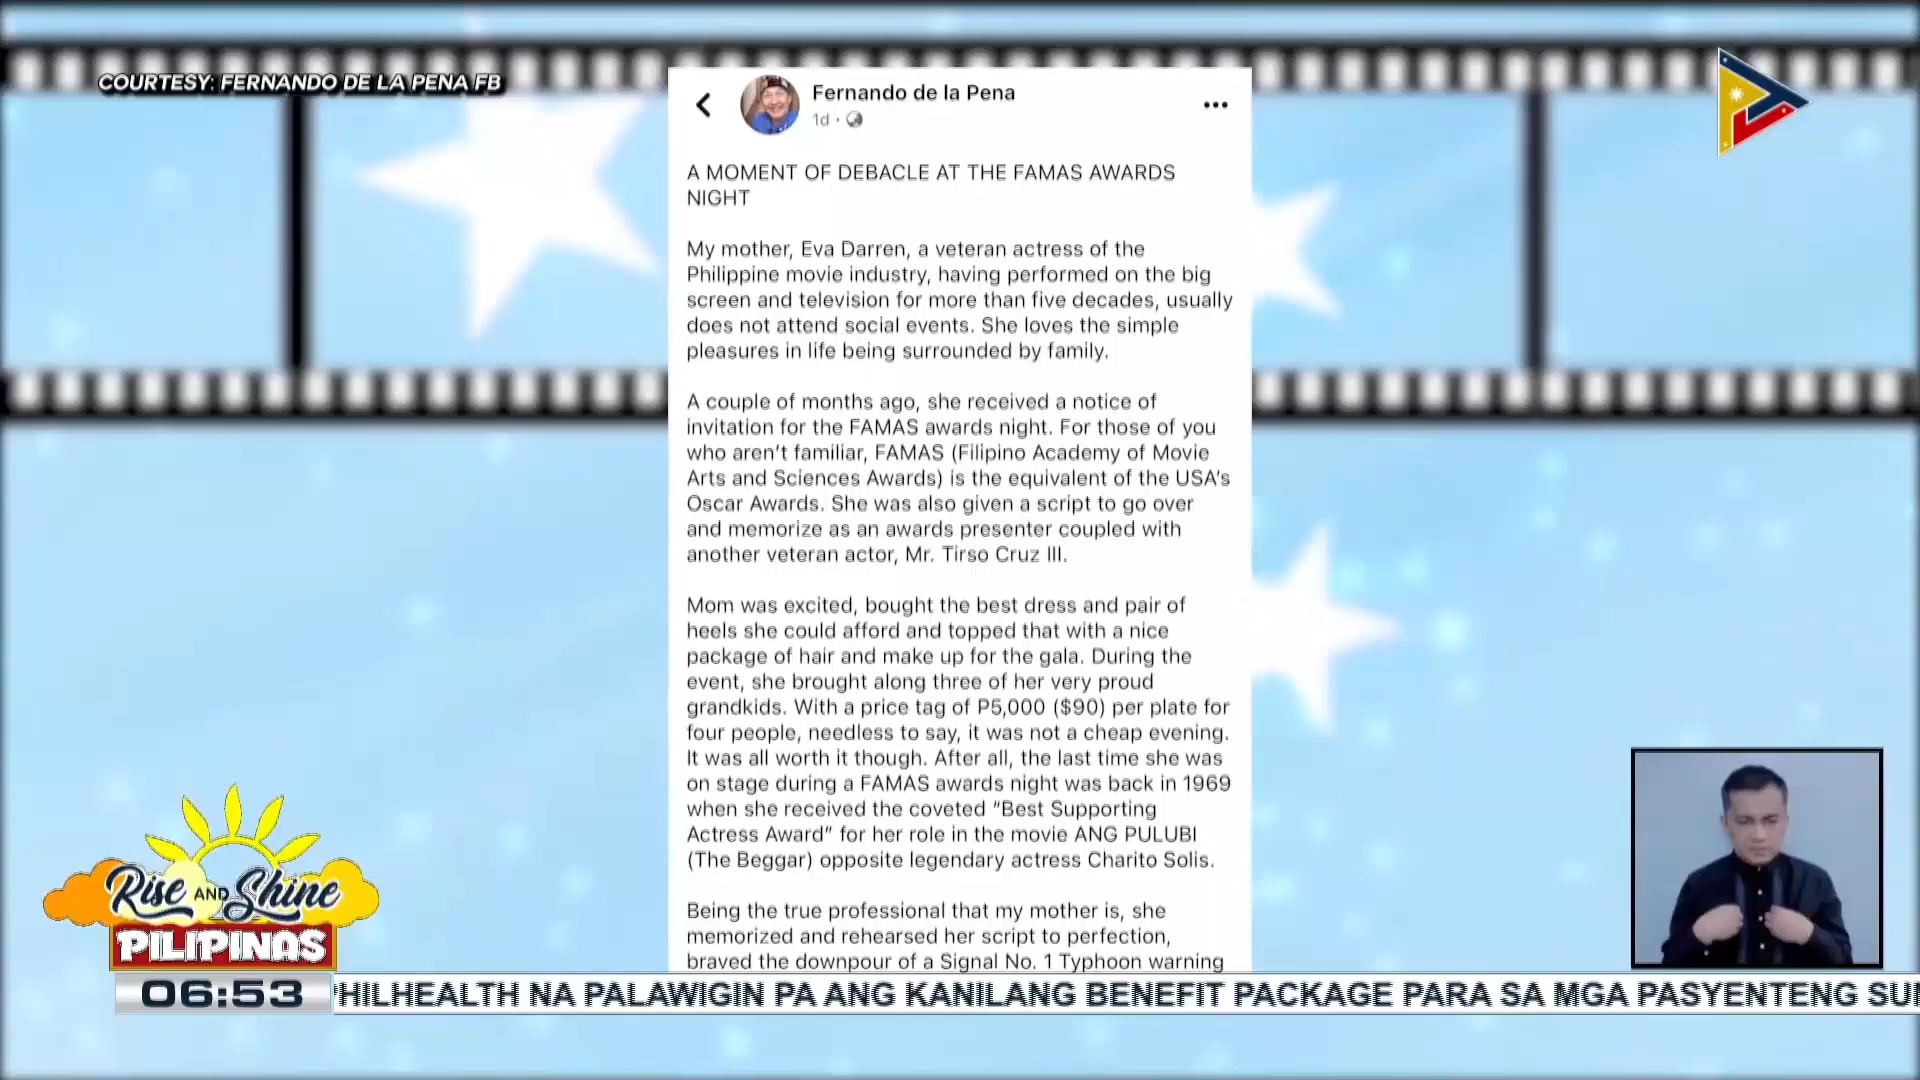 COURTESY: FERNANDO DE LA PENA FB
Fernando de la Pena
1d
A MOMENT OF DEBACLE AT THE FAMAS AWARDS
NIGHT
My mother, Eva Darren, a veteran actress of the
Philippine movie industry, having performed on the big
screen and television for more than five decades, usually
does not attend social events. She loves the simple
pleasures in life being surrounded by family.
A couple of months ago, she received a notice of
invitation for the FAMAS awards night. For those of you
who aren't familiar, FAMAS (Filipino Academy of Movie
Arts and Sciences Awards) is the equivalent of the USA's
Oscar Awards. She was also given a script to go over
and memorize as an awards presenter coupled with
another veteran actor, Mr. Tirso Cruz III.
Mom was excited, bought the best dress and pair of
heels she could afford and topped that with a nice
package of hair and make up for the gala. During the
event, she brought along three of her very proud
grandkids. With a price tag of P5,000 ($90) per plate for
four people, needless to say, it was not a cheap evening.
It was all worth it though. After all, the last time she was
on stage during a FAMAS awards night was back in 1969
when she received the coveted "Best Supporting
Actress Award" for her role in the movie ANG PULUBI
(The Beggar) opposite legendary actress Charito Solis.
Being the true professional that my mother is, she
memorized and rehearsed her script to perfection,
braved the downpour of a Signal No. 1 Typhoon warning
Rise AND Shine
PILIPINAS
06:53
HILHEALTH NA PALAWIGIN PA ANG KANILANG BENEFIT PACKAGE PARA SA MGA PASYENTENG